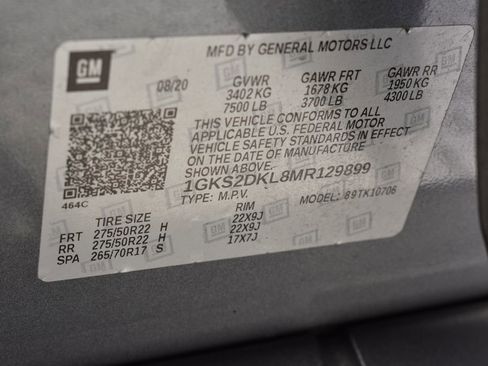 GM
MFD BY GENERAL MOTORS LLC
08/20 GVWR GAWR FRT GAWR RR
3402 KG 1678 KG 1950 KG
7500 LB 3700 LB 4300 LB
THIS VEHICLE CONFORMS TO ALL
APPLICABLE U.S. FEDERAL MOTOR
VEHICLE SAFETY STANDARDS IN EFFECT
ON THE DATE OF MANUFACTURE
1GKS2DKL8MR129899
464C
TYPE: M.P.V. MODEL: 89TK10706
TIRE SIZE RIM
FRT 275/50R22 H 22X9J
RR 275/50R22 H 22X9J
SPA 265/70R17 S 17X7J